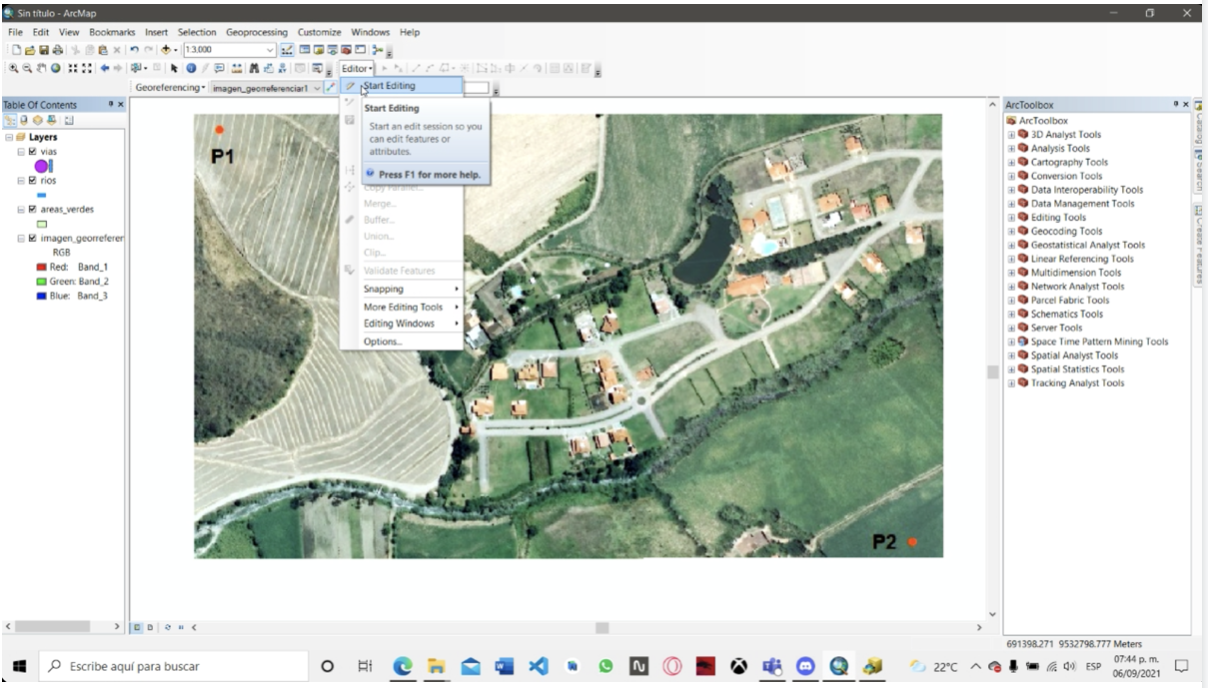 Sin título - ArcMap
File Edit View Bookmarks Insert Selection Geoprocessing Customize Windows Help
1:3,000
Editor
Georeferencing imagen_georreferenciar1
Start Editing
Start Editing
Start an edit session so you
can edit features or
attributes.
Press F1 for more help.
Copy Parallel...
Merge...
Buffer...
Union...
Clip...
Validate Features
Snapping
More Editing Tools
Editing Windows
Options...
Table Of Contents
Layers
vias
rios
areas_verdes
imagen_georreferer
RGB
Red: Band_1
Green: Band_2
Blue: Band_3
P1
P2
ArcToolbox
ArcToolbox
3D Analyst Tools
Analysis Tools
Cartography Tools
Conversion Tools
Data Interoperability Tools
Data Management Tools
Editing Tools
Geocoding Tools
Geostatistical Analyst Tools
Linear Referencing Tools
Multidimension Tools
Network Analyst Tools
Parcel Fabric Tools
Schematics Tools
Server Tools
Space Time Pattern Mining Tools
Spatial Analyst Tools
Spatial Statistics Tools
Tracking Analyst Tools
Catalog
Search
Create Features
691398.271 9532798.777 Meters
Escribe aquí para buscar
22°C
ESP
07:44 p. m.
06/09/2021